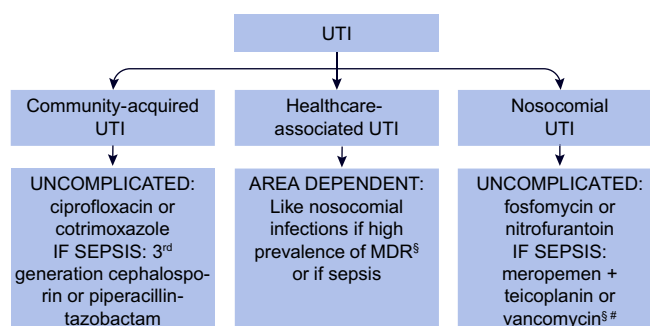 UTI
Community-acquired
UTI
Healthcare-
associated UTI
Nosocomial
UTI
UNCOMPLICATED:
ciprofloxacin or
cotrimoxazole
IF SEPSIS: 3rd
generation cephalospo-
rin or piperacillin-
tazobactam
AREA DEPENDENT:
Like nosocomial
infections if high
prevalence of MDR§
or if sepsis
UNCOMPLICATED:
fosfomycin or
nitrofurantoin
IF SEPSIS:
meropemen +
teicoplanin or
vancomycin§ #